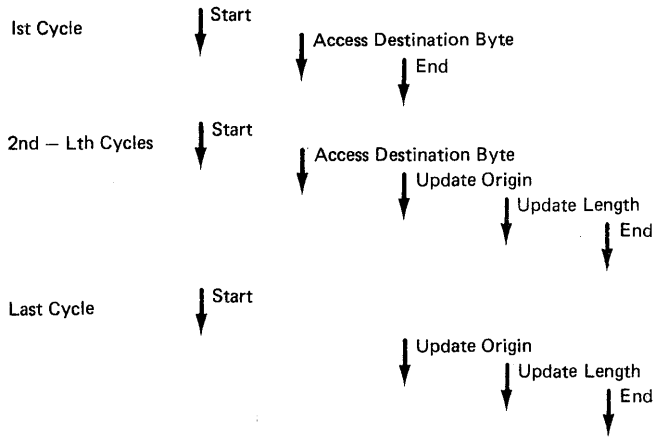 Start
1st Cycle
Access Destination Byte
End
Start
2nd — Lth Cycles
Access Destination Byte
Update Origin
Update Length
End
Start
Last Cycle
Update Origin
Update Length
End